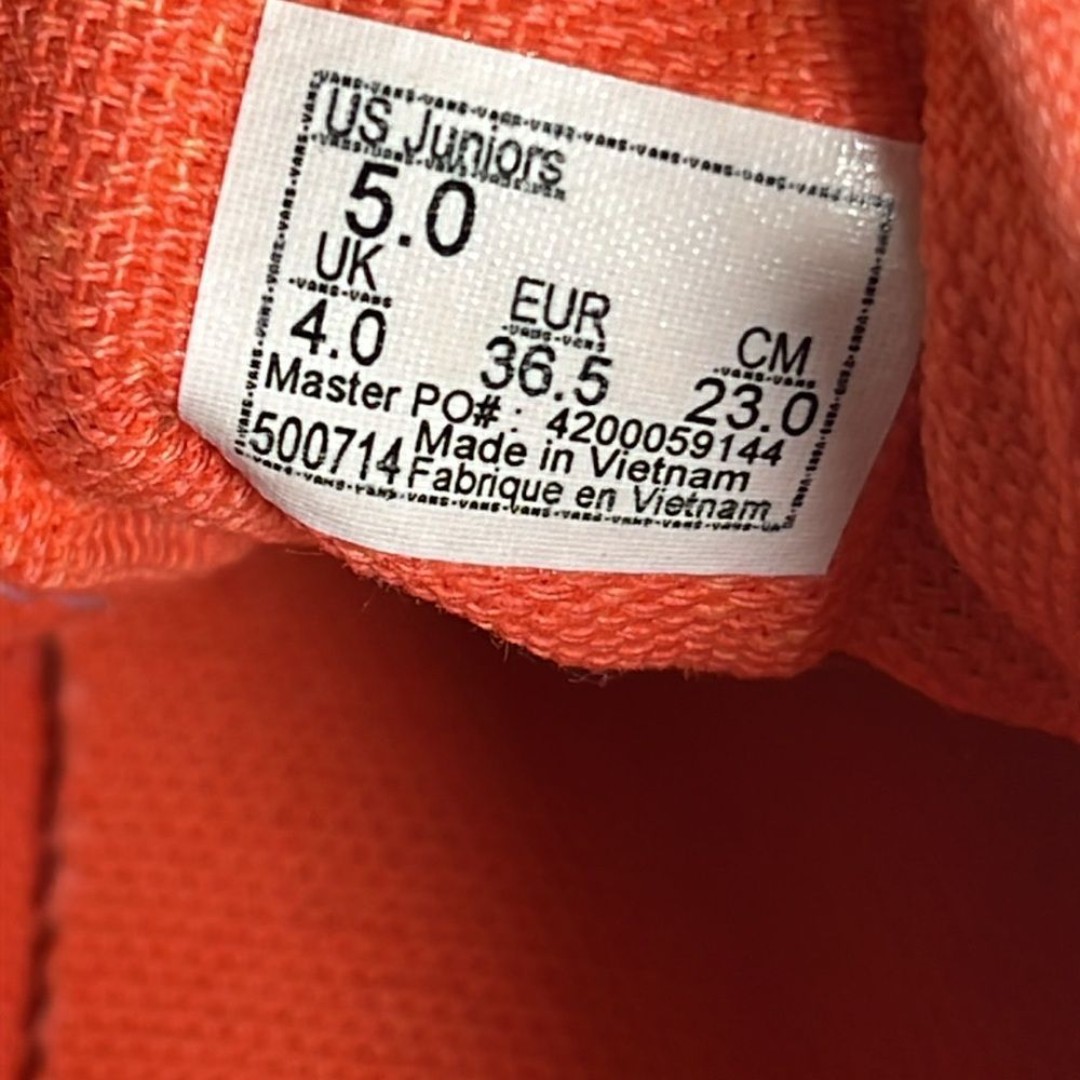 US Juniors
5.0
UK EUR CM
4.0 36.5 23.0
Master PO# : 4200059144
500714 Made in Vietnam
Fabrique en Vietnam